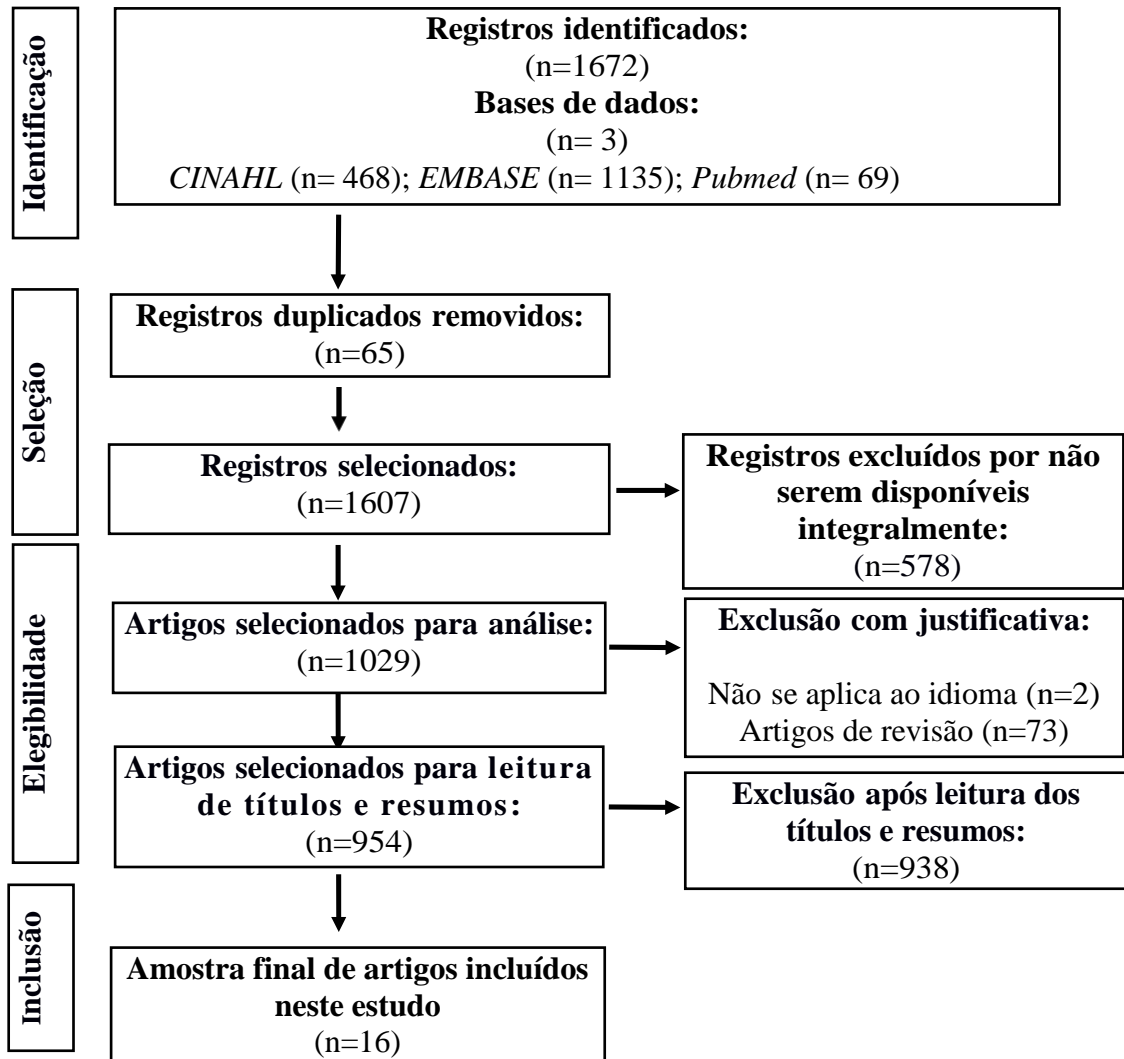 Identificação
Registros identificados:
(n=1672)
Bases de dados:
(n= 3)
CINAHL (n= 468); EMBASE (n= 1135); Pubmed (n= 69)
Seleção
Registros duplicados removidos:
(n=65)
Registros selecionados:
(n=1607)
Registros excluídos por não
serem disponíveis
integralmente:
(n=578)
Elegibilidade
Artigos selecionados para análise:
(n=1029)
Exclusão com justificativa:
Não se aplica ao idioma (n=2)
Artigos de revisão (n=73)
Artigos selecionados para leitura
de títulos e resumos:
(n=954)
Exclusão após leitura dos
títulos e resumos:
(n=938)
Inclusão
Amostra final de artigos incluídos
neste estudo
(n=16)